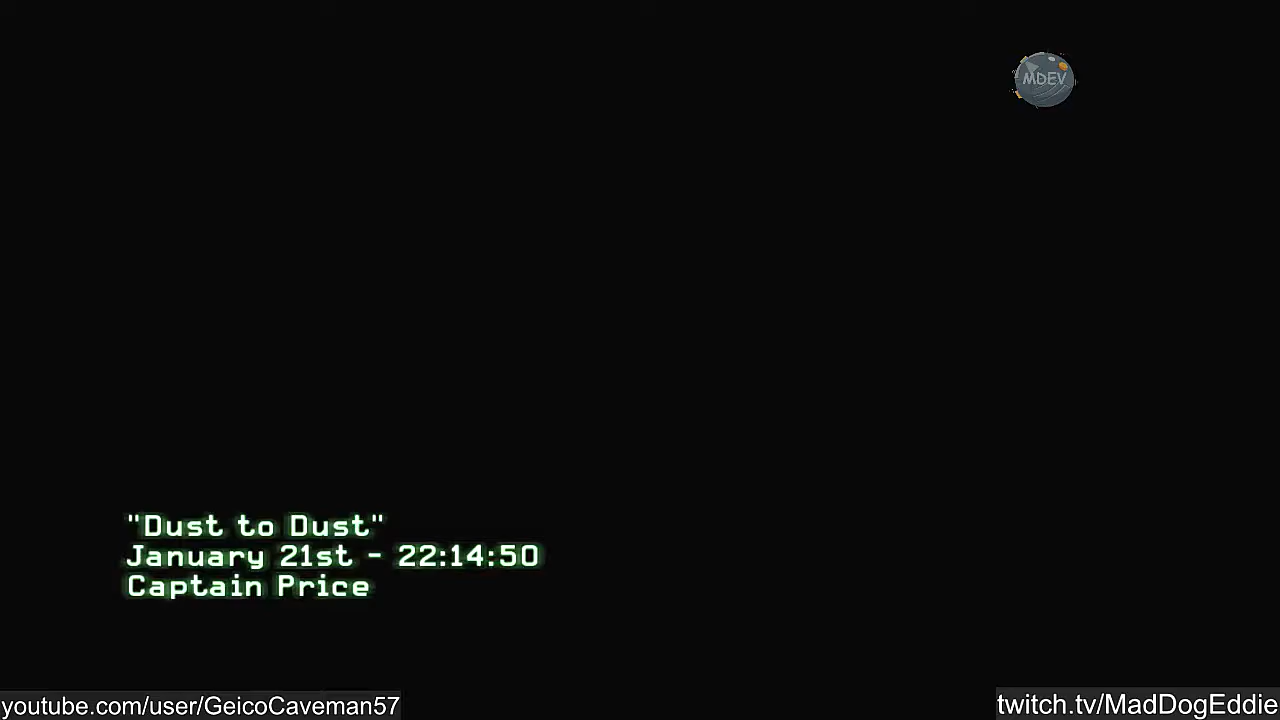 MDEV
"Dust to Dust"
January 21st - 22:14:50
Captain Price
youtube.com/user/GeicoCaveman57
twitch.tv/MadDogEddie